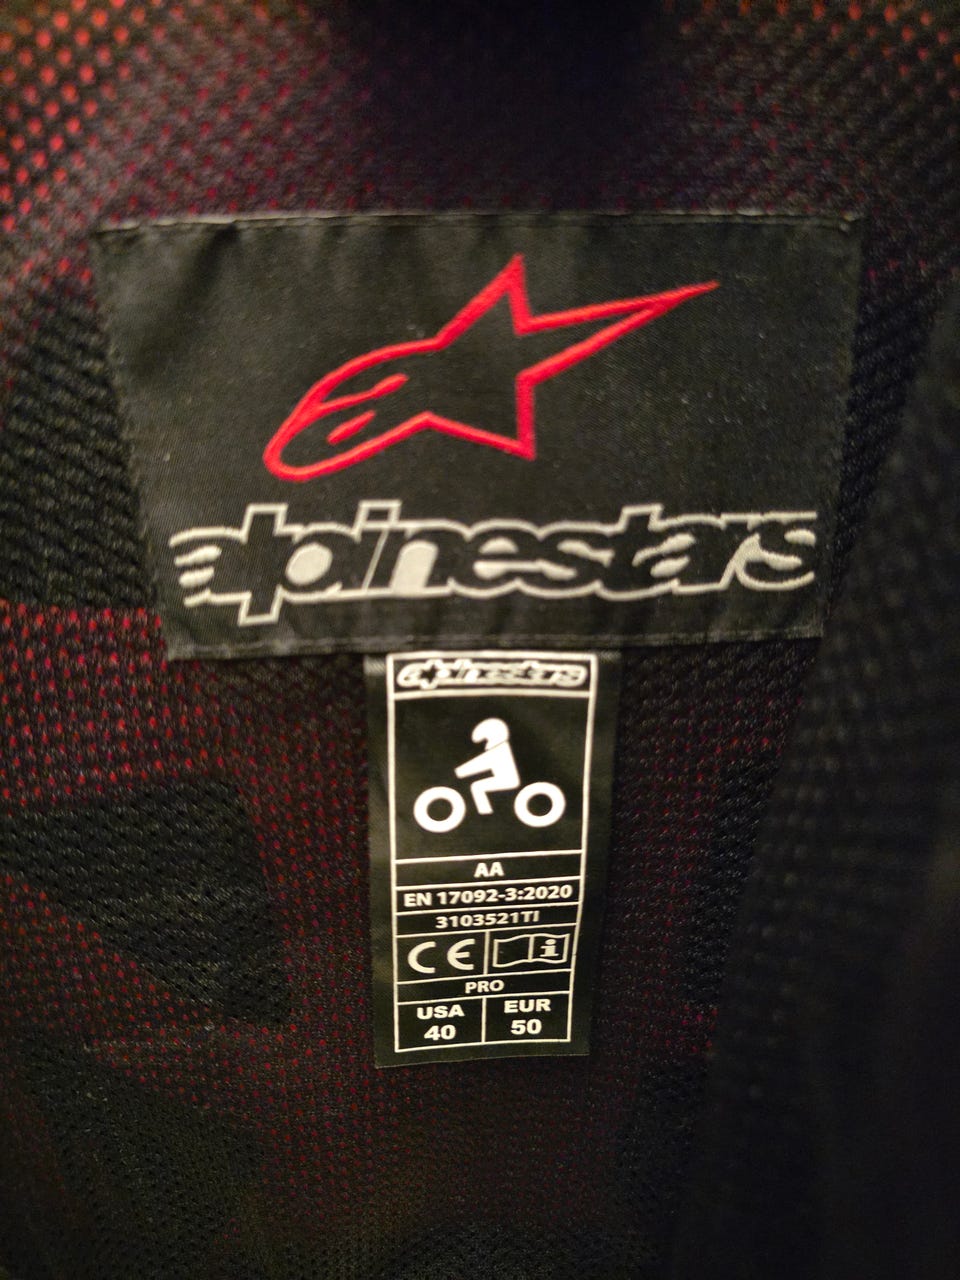 alpinestars
alpinestars
AA
EN 17092-3:2020
3103521TI
CE i
PRO
USA EUR
40 50